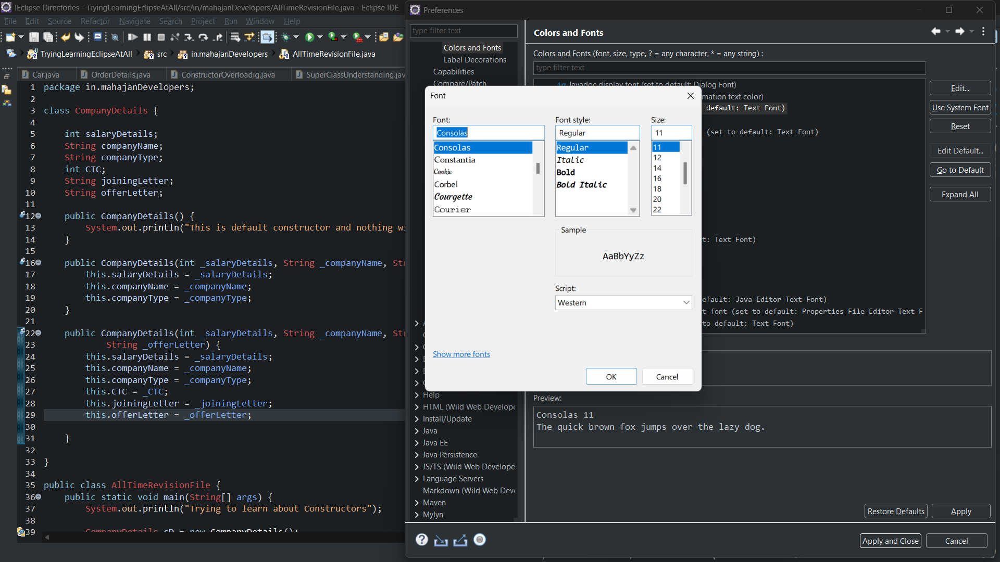 !Eclipse Directories - TryingLearningEclipseAtAll/src/in/mahajanDevelopers/AllTimeRevisionFile.java - Eclipse IDE
File Edit Source Refactor Navigate Search Project Run Window Help
TryingLearningEclipseAtAll src in.mahajanDevelopers AllTimeRevisionFile.java
Car.java OrderDetails.java ConstructorOverloadig.java SuperClassUnderstanding.jav
1 package in.mahajanDevelopers;
2
3 class CompanyDetails {
4
5 int salaryDetails;
6 String companyName;
7 String companyType;
8 int CTC;
9 String joiningLetter;
10 String offerLetter;
11
12 public CompanyDetails() {
13 System.out.println("This is default constructor and nothing wi
14 }
15
16 public CompanyDetails(int _salaryDetails, String _companyName, Str
17 this.salaryDetails = _salaryDetails;
18 this.companyName = _companyName;
19 this.companyType = _companyType;
20 }
21
22 public CompanyDetails(int _salaryDetails, String _companyName, Str
23 String _offerLetter) {
24 this.salaryDetails = _salaryDetails;
25 this.companyName = _companyName;
26 this.companyType = _companyType;
27 this.CTC = _CTC;
28 this.joiningLetter = _joiningLetter;
29 this.offerLetter = _offerLetter;
30
31 }
32
33 }
34
35 public class AllTimeRevisionFile {
36 public static void main(String[] args) {
37 System.out.println("Trying to learn about Constructors");
38
39 CompanyDetails cD = new CompanyDetails();
Preferences
type filter text
Colors and Fonts
Label Decorations
Capabilities
Compare/Patch
Help
HTML (Wild Web Develope
Install/Update
Java
Java EE
Java Persistence
JS/TS (Wild Web Develope
Language Servers
Markdown (Wild Web Dev
Maven
Mylyn
Colors and Fonts
Colors and Fonts (font, size, type, ? = any character, * = any string) :
type filter text
Javadoc display font (set to default: Dialog Font)
mation text color)
default: Text Font)
(set to default: Text Font)
t: Text Font)
efault: Java Editor Text Font)
t font (set to default: Properties File Editor Text F
to default: Text Font)
Edit...
Use System Font
Reset
Edit Default...
Go to Default
Expand All
Font
Font:
Consolas
Consolas
Constantia
Cookie
Corbel
Courgette
Courier
Font style:
Regular
Regular
Italic
Bold
Bold Italic
Size:
11
11
12
14
16
18
20
22
Sample
AaBbYyZz
Script:
Western
Show more fonts
OK Cancel
Preview:
Consolas 11
The quick brown fox jumps over the lazy dog.
Restore Defaults Apply
Apply and Close Cancel